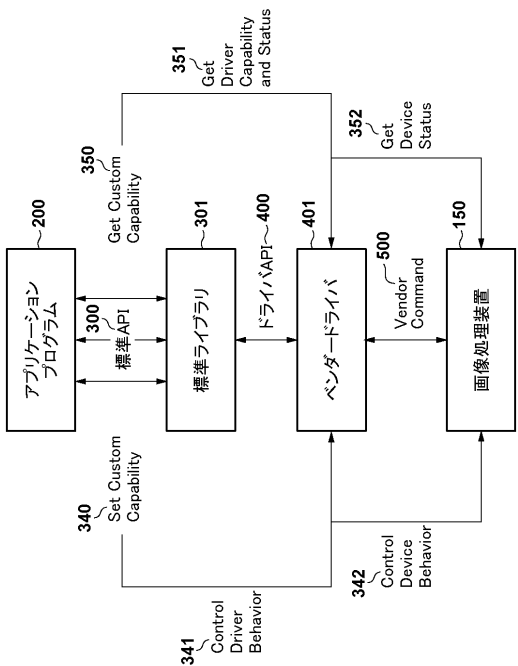 200
アプリケーション
プログラム
300
標準API
301
標準ライブラリ
ドライバAPI
400
401
ベンダードライバ
500
Vendor
Command
150
画像処理装置
340
Set Custom
Capability
341
Control
Driver
Behavior
342
Control
Device
Behavior
350
Get Custom
Capability
351
Get
Driver
Capability
and Status
352
Get
Device
Status